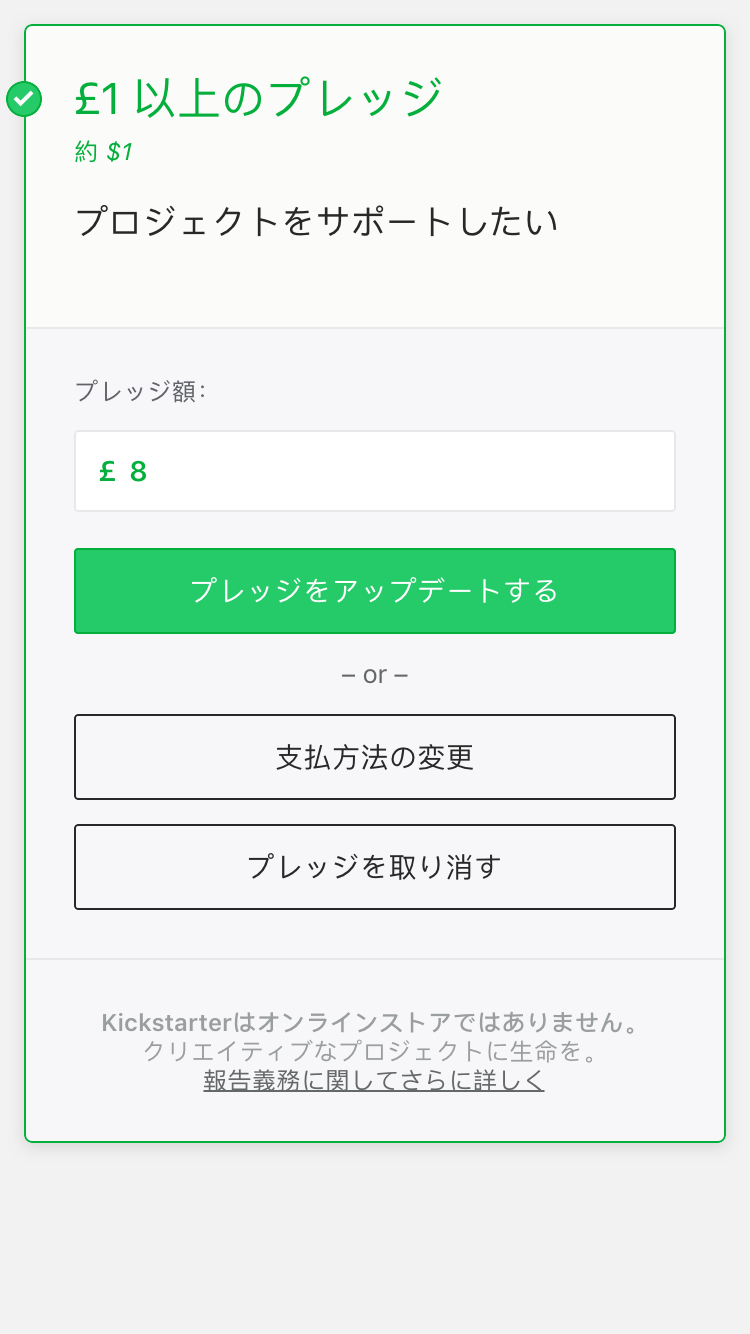 £1 以上のプレッジ
約 $1
プロジェクトをサポートしたい
プレッジ額:
£ 8
プレッジをアップデートする
– or –
支払方法の変更
プレッジを取り消す
Kickstarterはオンラインストアではありません。
クリエイティブなプロジェクトに生命を。
報告義務に関してさらに詳しく